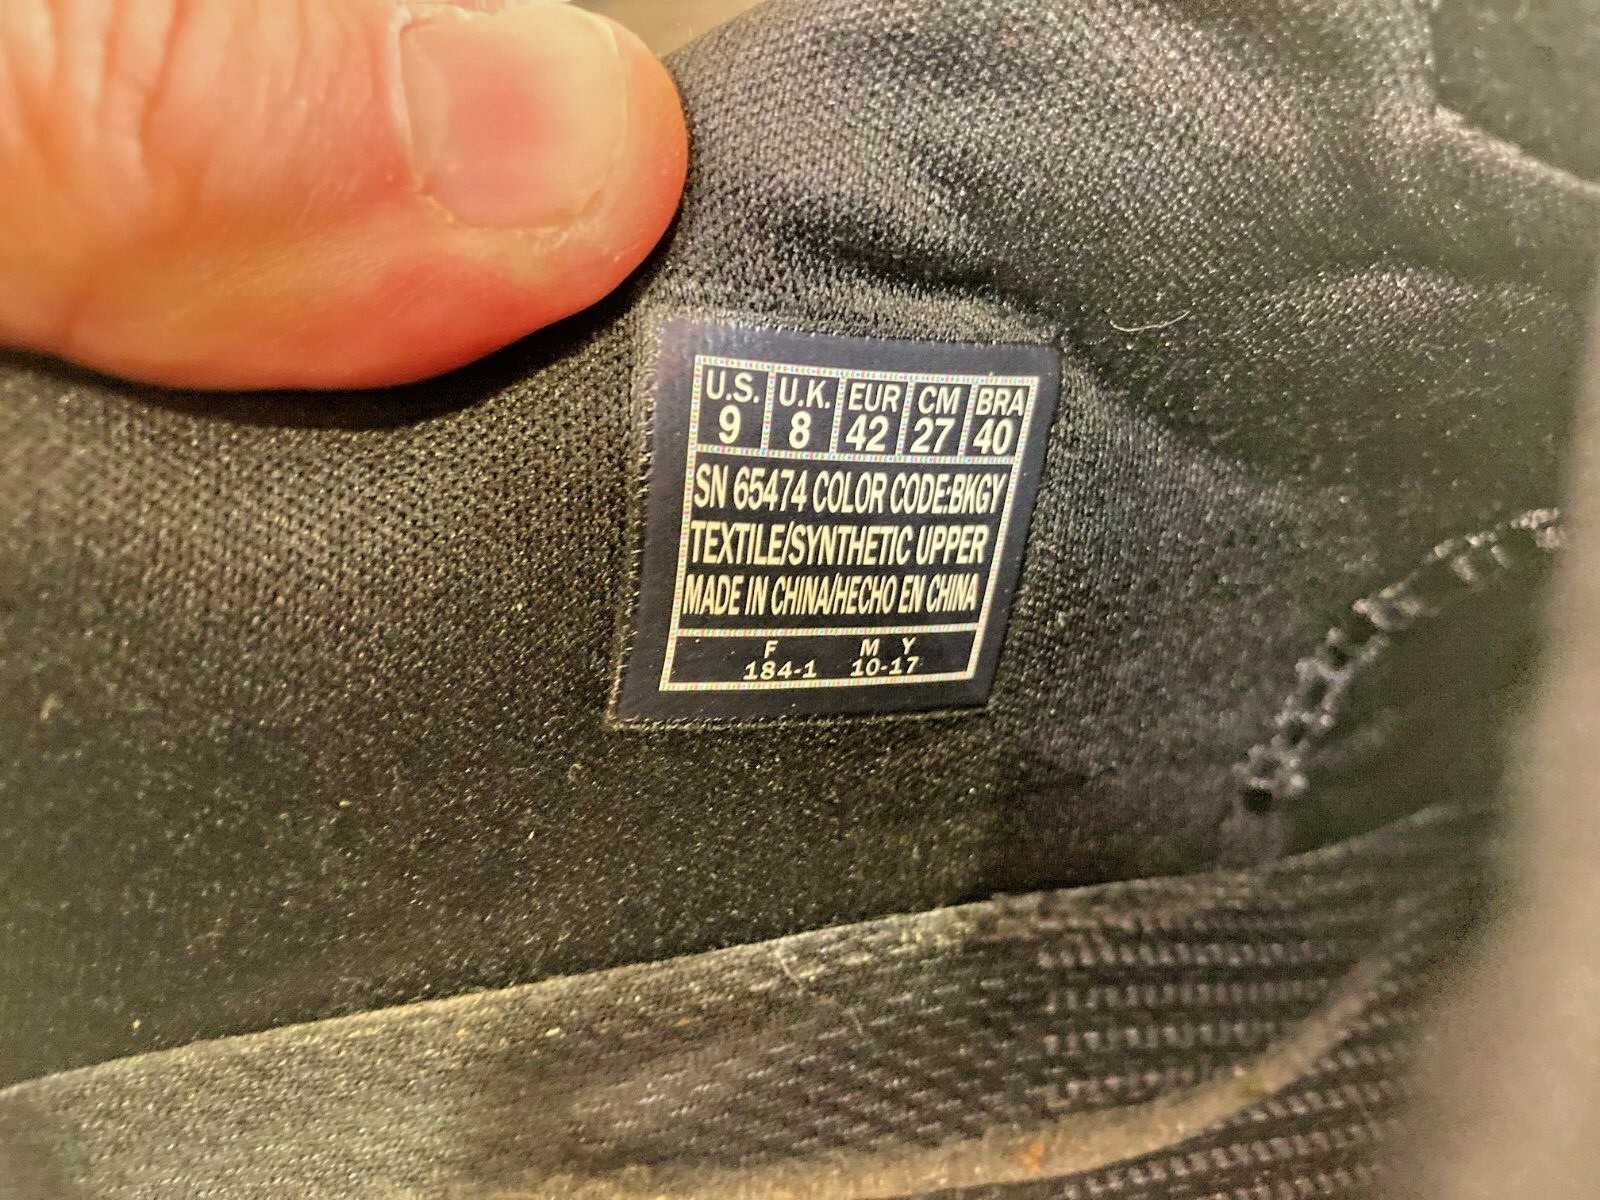 U.S. U.K. EUR CM BRA
9 8 42 27 40
SN 65474 COLOR CODE:BKGY
TEXTILE/SYNTHETIC UPPER
MADE IN CHINA/HECHO EN CHINA
F M Y
184-1 10-17